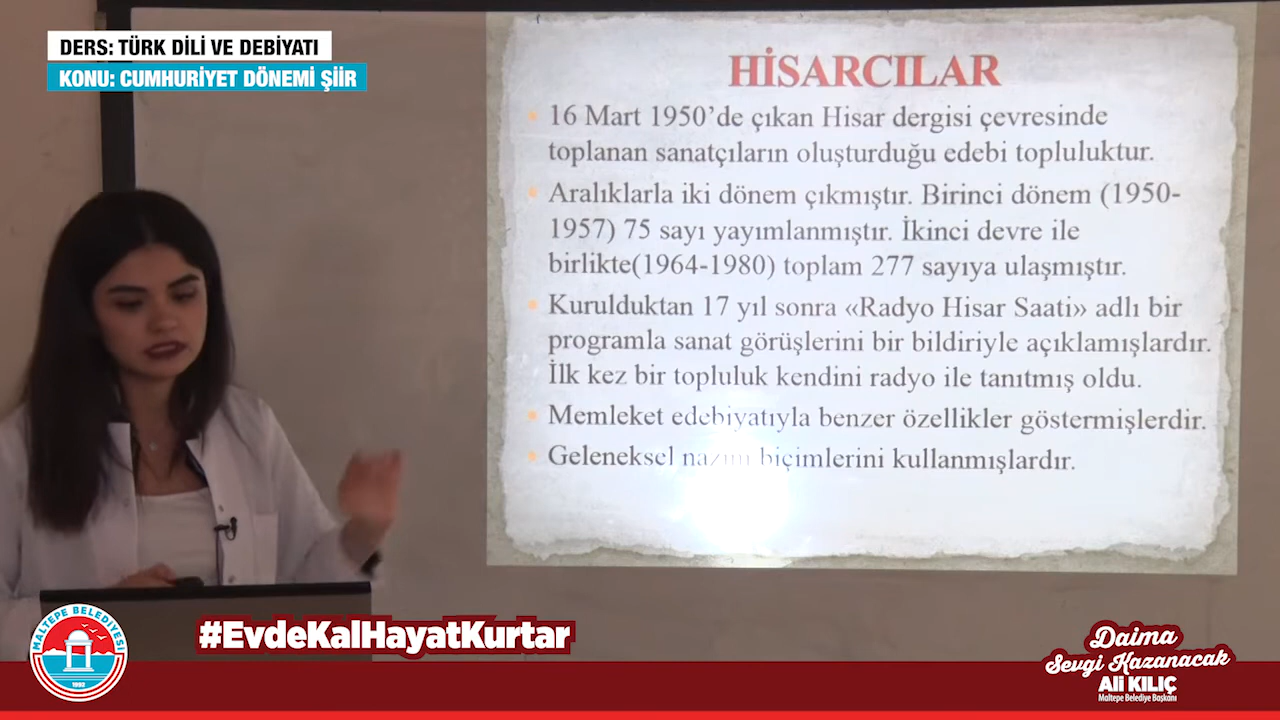 DERS: TÜRK DİLİ VE DEBİYATI
KONU: CUMHURİYET DÖNEMİ ŞİİR
HİSARCILAR
16 Mart 1950’de çıkan Hisar dergisi çevresinde
toplanan sanatçıların oluşturduğu edebi topluluktur.
Aralıklarla iki dönem çıkmıştır. Birinci dönem (1950-
1957) 75 sayı yayımlanmıştır. İkinci devre ile
birlikte(1964-1980) toplam 277 sayıya ulaşmıştır.
Kurulduktan 17 yıl sonra «Radyo Hisar Saati» adlı bir
programla sanat görüşlerini bir bildiriyle açıklamışlardır.
İlk kez bir topluluk kendini radyo ile tanıtmış oldu.
Memleket edebiyatıyla benzer özellikler göstermişlerdir.
Geleneksel nazım biçimlerini kullanmışlardır.
MALTEPE BELEDİYESİ
1992
#EvdeKalHayatKurtar
Daima
Sevgi Kazanacak
Ali KILIÇ
Maltepe Belediye Başkanı